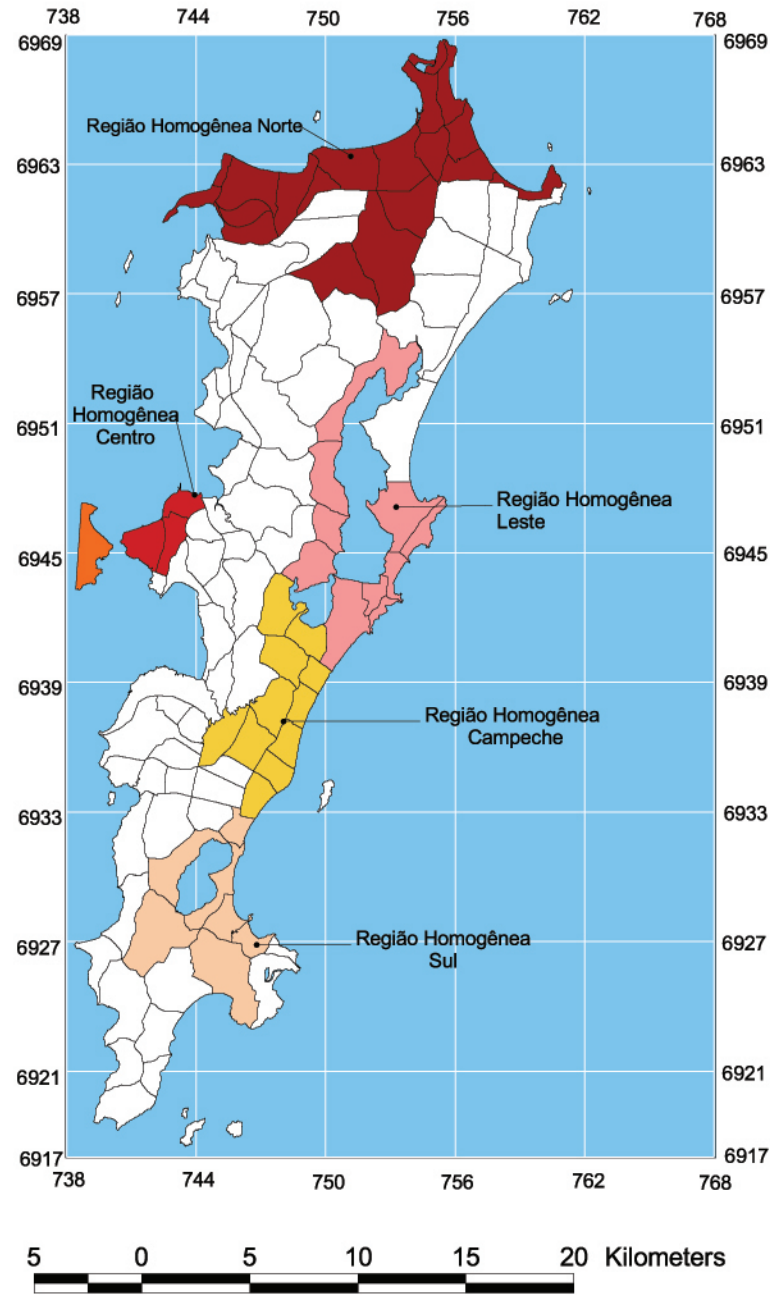 738 744 750 756 762 768
6969 6969
Região Homogênea Norte
6963 6963
6957 6957
Região
Homogênea
Centro
6951 6951
Região Homogênea
Leste
6945 6945
6939 6939
Região Homogênea
Campeche
6933 6933
6927 6927
Região Homogênea
Sul
6921 6921
6917 6917
738 744 750 756 762 768
5 0 5 10 15 20 Kilometers